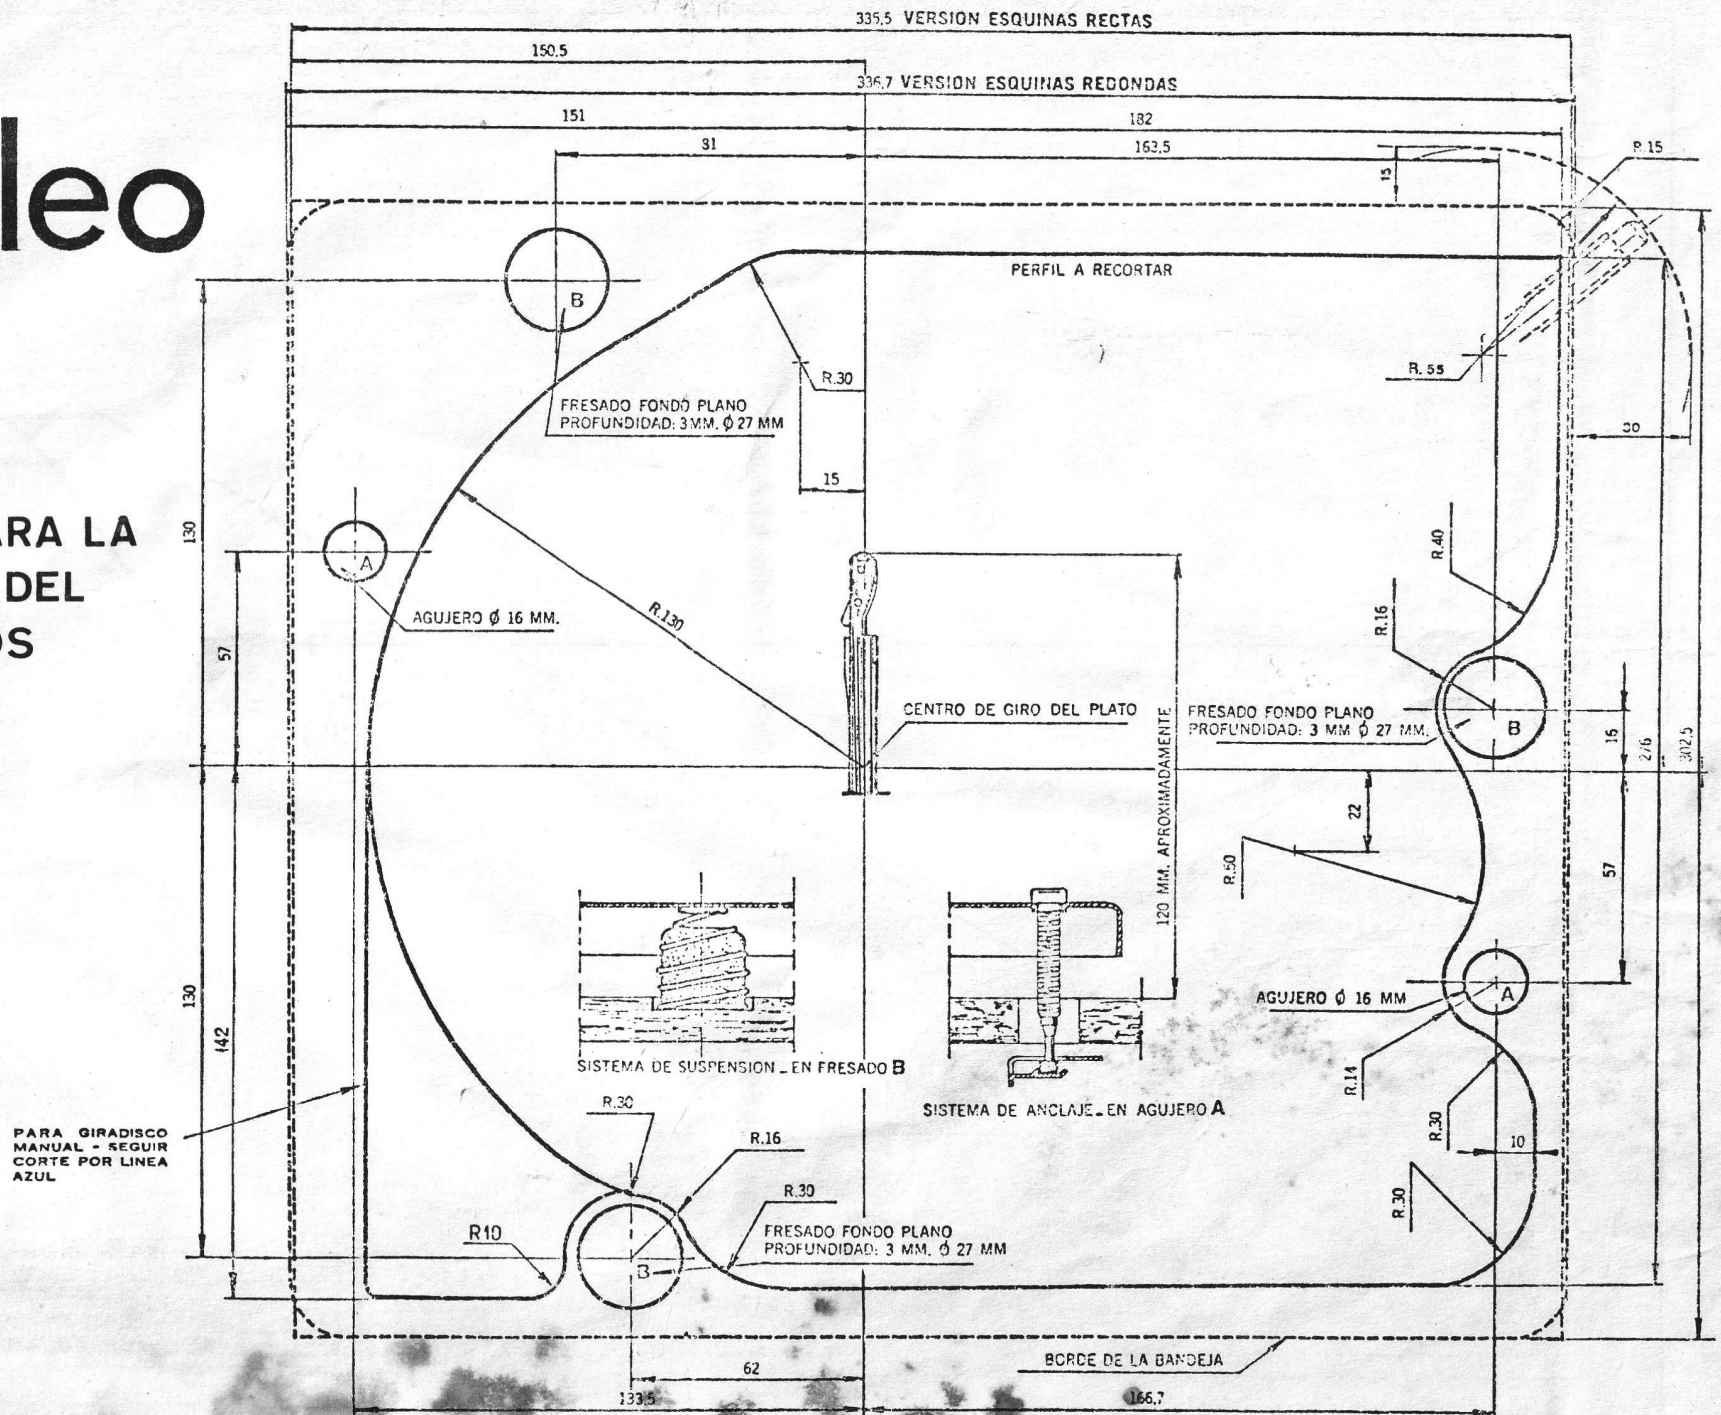 335,5 VERSION ESQUINAS RECTAS
150.5
336,7 VERSION ESQUINAS REDONDAS
151
182
81
163,5
R.15
15
leo
B
PERFIL A RECORTAR
R.30
R. 55
FRESADO FONDO PLANO
PROFUNDIDAD: 3 MM. Ø 27 MM
30
15
130
ARA LA
DEL
OS
A
R.40
AGUJERO Ø 16 MM.
R.130
R.16
57
CENTRO DE GIRO DEL PLATO
FRESADO FONDO PLANO
PROFUNDIDAD: 3 MM Ø 27 MM.
B
16
276
302,5
120 MM. APROXIMADAMENTE
22
R.50
57
130
142
AGUJERO Ø 16 MM
A
SISTEMA DE SUSPENSION - EN FRESADO B
SISTEMA DE ANCLAJE - EN AGUJERO A
R.14
R.30
10
PARA GIRADISCO
MANUAL - SEGUIR
CORTE POR LINEA
AZUL
R.30
R.16
R.30
R.30
R10
FRESADO FONDO PLANO
PROFUNDIDAD: 3 MM. Ø 27 MM
B
BORDE DE LA BANDEJA
62
133,5
166,7